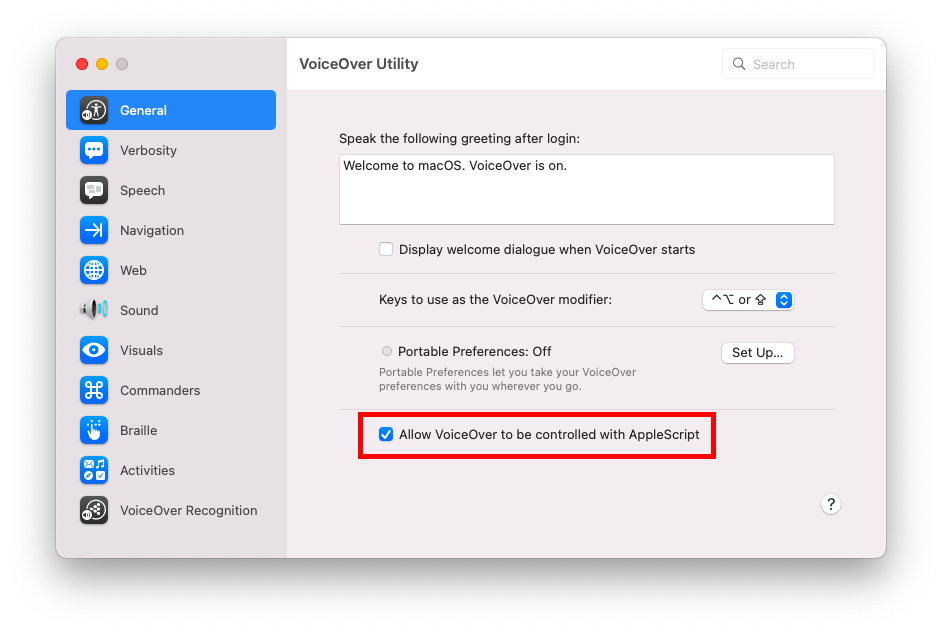 VoiceOver Utility
Search
General
Verbosity
Speech
Navigation
Web
Sound
Visuals
Commanders
Braille
Activities
VoiceOver Recognition
Speak the following greeting after login:
Welcome to macOS. VoiceOver is on.
Display welcome dialogue when VoiceOver starts
Keys to use as the VoiceOver modifier:
⌃⌥ or ⇪
Portable Preferences: Off
Set Up...
Portable Preferences let you take your VoiceOver
preferences with you wherever you go.
Allow VoiceOver to be controlled with AppleScript
?